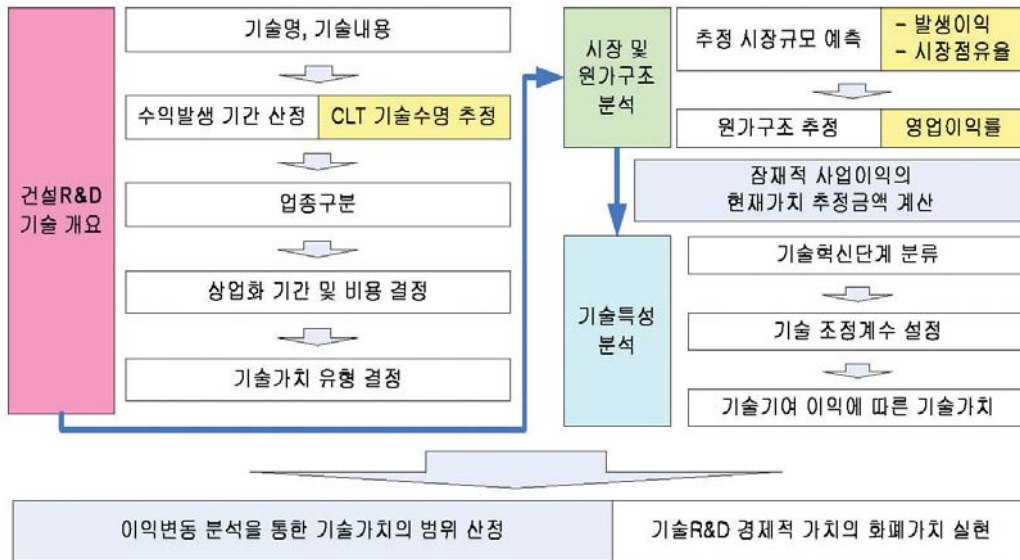 건설R&D
기술 개요
기술명, 기술내용
수익발생 기간 산정
CLT 기술수명 추정
업종구분
상업화 기간 및 비용 결정
기술가치 유형 결정
시장 및
원가구조
분석
추정 시장규모 예측
- 발생이익
- 시장점유율
원가구조 추정
영업이익률
잠재적 사업이익의
현재가치 추정금액 계산
기술특성
분석
기술혁신단계 분류
기술 조정계수 설정
기술기여 이익에 따른 기술가치
이익변동 분석을 통한 기술가치의 범위 산정
기술R&D 경제적 가치의 화폐가치 실현